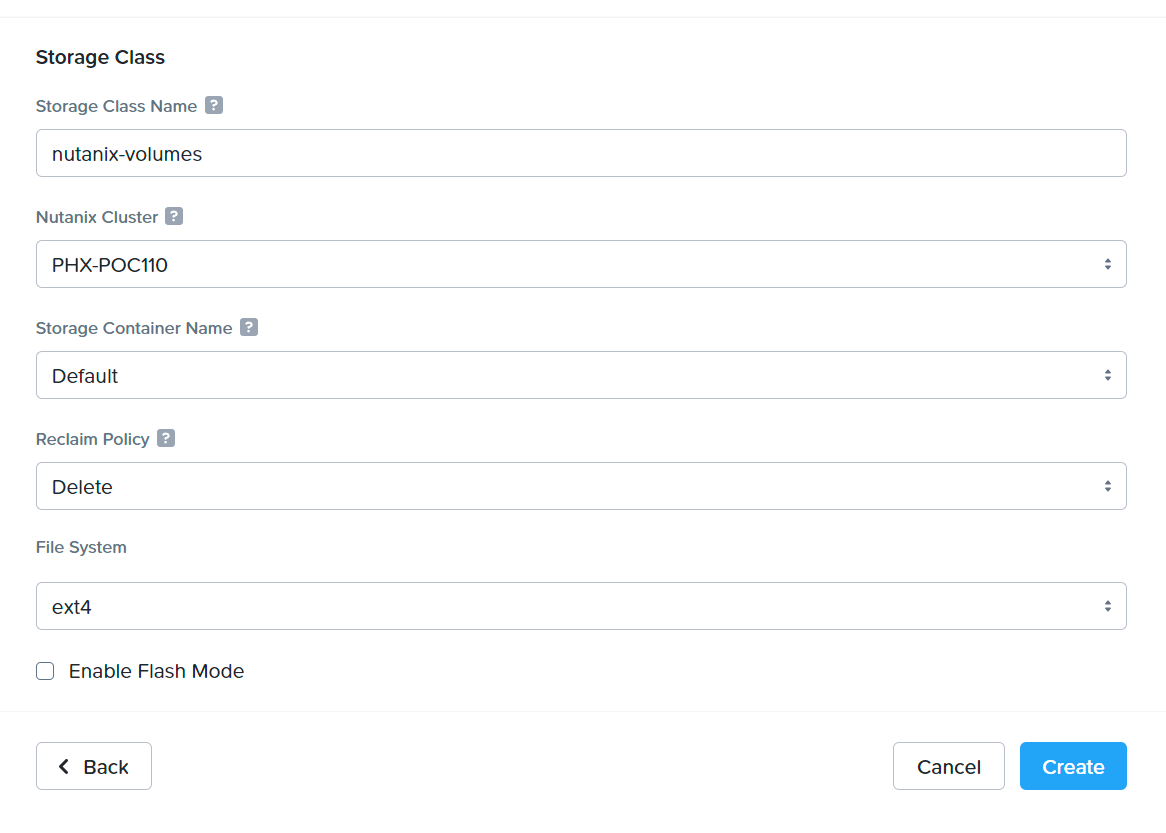 Storage Class
Storage Class Name ?
nutanix-volumes
Nutanix Cluster ?
PHX-POC110
Storage Container Name ?
Default
Reclaim Policy ?
Delete
File System
ext4
Enable Flash Mode
Back
Cancel
Create